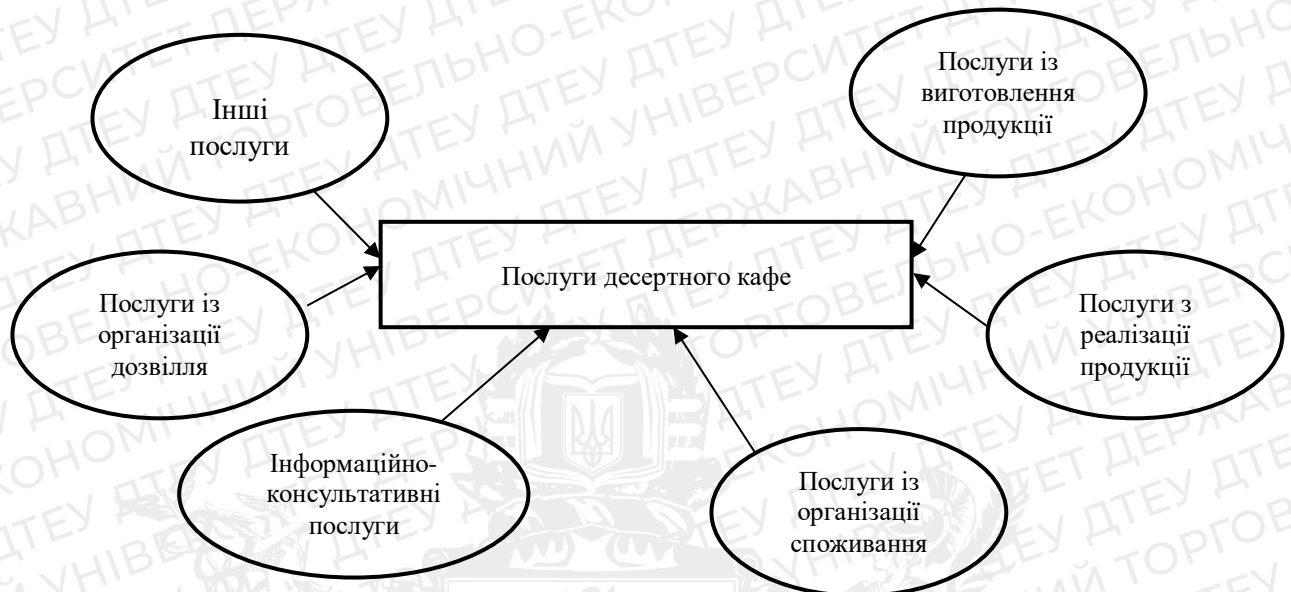 Інші
послуги
Послуги із
виготовлення
продукції
Послуги десертного кафе
Послуги із
організації
дозвілля
Послуги з
реалізації
продукції
Інформаційно-
консультативні
послуги
Послуги із
організації
споживання